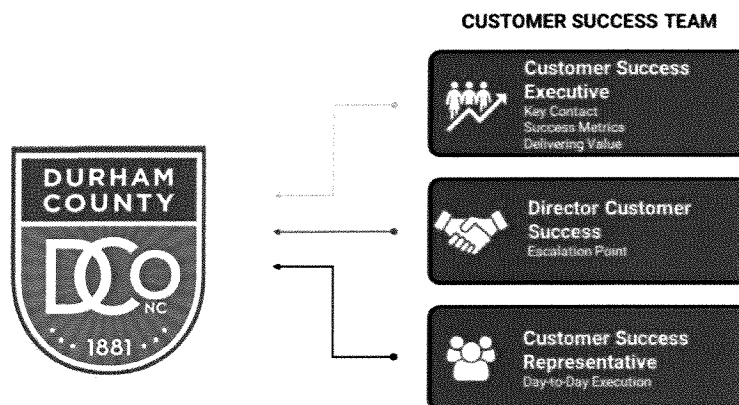 CUSTOMER SUCCESS TEAM
Customer Success
Executive
Key Contact
Success Metrics
Delivering Value
DURHAM
COUNTY
DCo
NC
1881
Director Customer
Success
Escalation Point
Customer Success
Representative
Day-to-Day Execution